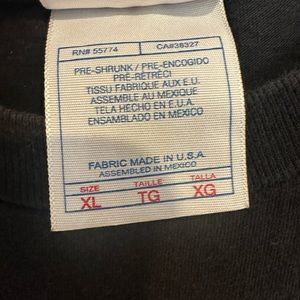 RN# 55774 CA#38327
PRE-SHRUNK / PRE-ENCOGIDO
PRÉ-RÉTRÉCI
TISSU FABRIQUE AUX E.U.
ASSEMBLE AU MEXIQUE
TELA HECHO EN E.U.A.
ENSAMBLADO EN MEXICO
FABRIC MADE IN U.S.A.
ASSEMBLED IN MEXICO
SIZE TAILLE TALLA
XL TG XG